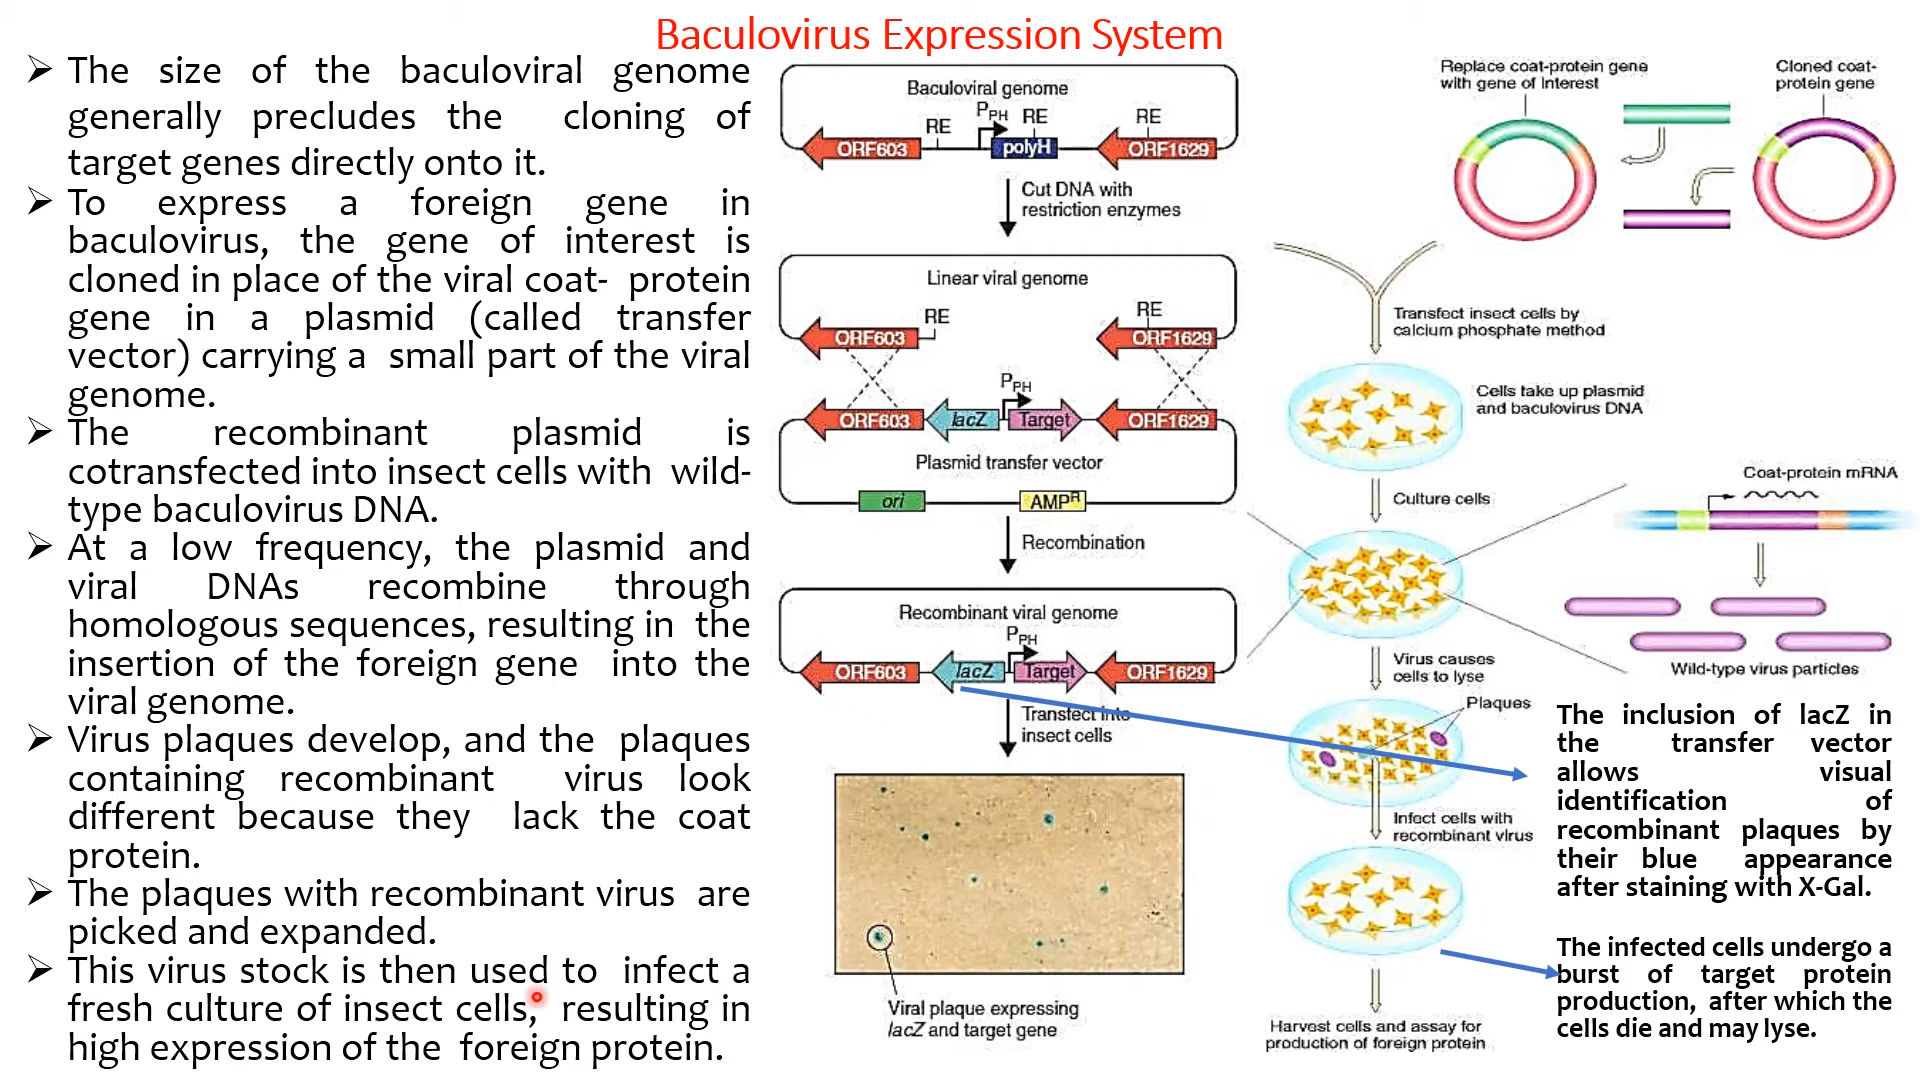 Baculovirus Expression System
➢ The size of the baculoviral genome
generally precludes the cloning of
target genes directly onto it.
➢ To express a foreign gene in
baculovirus, the gene of interest is
cloned in place of the viral coat- protein
gene in a plasmid (called transfer
vector) carrying a small part of the viral
genome.
➢ The recombinant plasmid is
cotransfected into insect cells with wild-
type baculovirus DNA.
➢ At a low frequency, the plasmid and
viral DNAs recombine through
homologous sequences, resulting in the
insertion of the foreign gene into the
viral genome.
➢ Virus plaques develop, and the plaques
containing recombinant virus look
different because they lack the coat
protein.
➢ The plaques with recombinant virus are
picked and expanded.
➢ This virus stock is then used to infect a
fresh culture of insect cells, resulting in
high expression of the foreign protein.
Baculoviral genome
RE PPH RE RE
ORF603 polyH ORF1629
Cut DNA with
restriction enzymes
Linear viral genome
RE RE
ORF603 ORF1629
PPH
ORF603 lacZ Target ORF1629
Plasmid transfer vector
ori AMPR
Recombination
Recombinant viral genome
PPH
ORF603 lacZ Target ORF1629
Transfect into
insect cells
Viral plaque expressing
lacZ and target gene
Replace coat-protein gene
with gene of interest
Cloned coat-
protein gene
Transfect insect cells by
calcium phosphate method
Cells take up plasmid
and baculovirus DNA
Culture cells
Coat-protein mRNA
Wild-type virus particles
Virus causes
cells to lyse
Plaques
Infect cells with
recombinant virus
Harvest cells and assay for
production of foreign protein
The inclusion of lacZ in
the transfer vector
allows visual
identification of
recombinant plaques by
their blue appearance
after staining with X-Gal.
The infected cells undergo a
burst of target protein
production, after which the
cells die and may lyse.